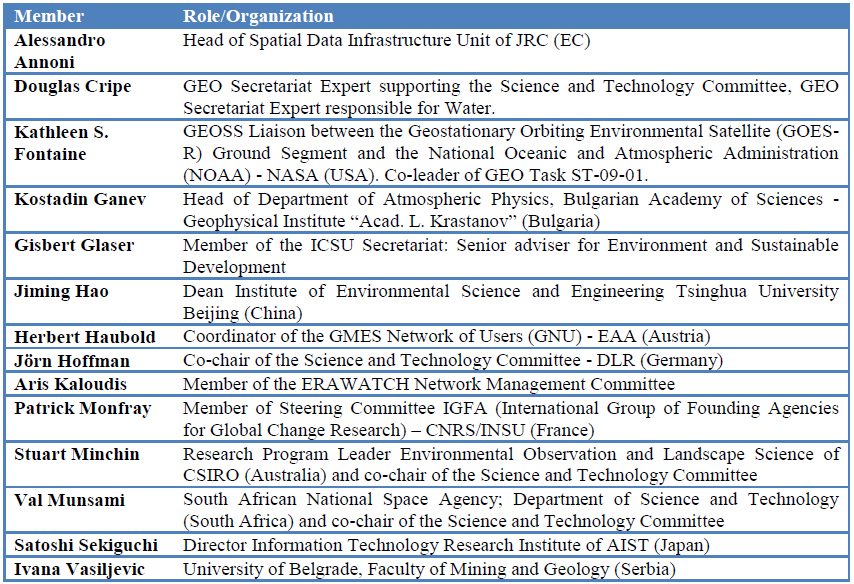 Member Role/Organization
Alessandro Head of Spatial Data Infrastructure Unit of JRC (EC)
Annoni
Douglas Cripe GEO Secretariat Expert supporting the Science and Technology Committee, GEO
Secretariat Expert responsible for Water.
Kathleen S. GEOSS Liaison between the Geostationary Orbiting Environmental Satellite (GOES-
Fontaine R) Ground Segment and the National Oceanic and Atmospheric Administration
(NOAA) - NASA (USA). Co-leader of GEO Task ST-09-01.
Kostadin Ganev Head of Department of Atmospheric Physics, Bulgarian Academy of Sciences -
Geophysical Institute “Acad. L. Krastanov” (Bulgaria)
Gisbert Glaser Member of the ICSU Secretariat: Senior adviser for Environment and Sustainable
Development
Jiming Hao Dean Institute of Environmental Science and Engineering Tsinghua University
Beijing (China)
Herbert Haubold Coordinator of the GMES Network of Users (GNU) - EAA (Austria)
Jörn Hoffman Co-chair of the Science and Technology Committee - DLR (Germany)
Aris Kaloudis Member of the ERAWATCH Network Management Committee
Patrick Monfray Member of Steering Committee IGFA (International Group of Founding Agencies
for Global Change Research) – CNRS/INSU (France)
Stuart Minchin Research Program Leader Environmental Observation and Landscape Science of
CSIRO (Australia) and co-chair of the Science and Technology Committee
Val Munsami South African National Space Agency; Department of Science and Technology
(South Africa) and co-chair of the Science and Technology Committee
Satoshi Sekiguchi Director Information Technology Research Institute of AIST (Japan)
Ivana Vasiljevic University of Belgrade, Faculty of Mining and Geology (Serbia)